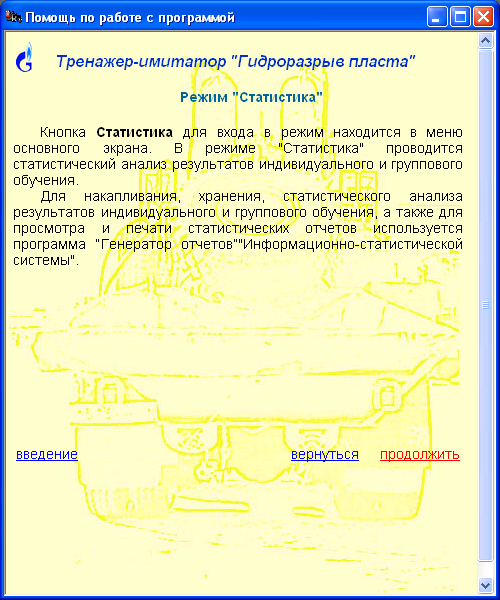 Помощь по работе с программой
Тренажер-имитатор "Гидроразрыв пласта"
Режим "Статистика"
Кнопка Статистика для входа в режим находится в меню
основного экрана. В режиме "Статистика" проводится
статистический анализ результатов индивидуального и группового
обучения.
Для накапливания, хранения, статистического анализа
результатов индивидуального и группового обучения, а также для
просмотра и печати статистических отчетов используется
программа "Генератор отчетов""Информационно-статистической
системы".
введение вернуться продолжить